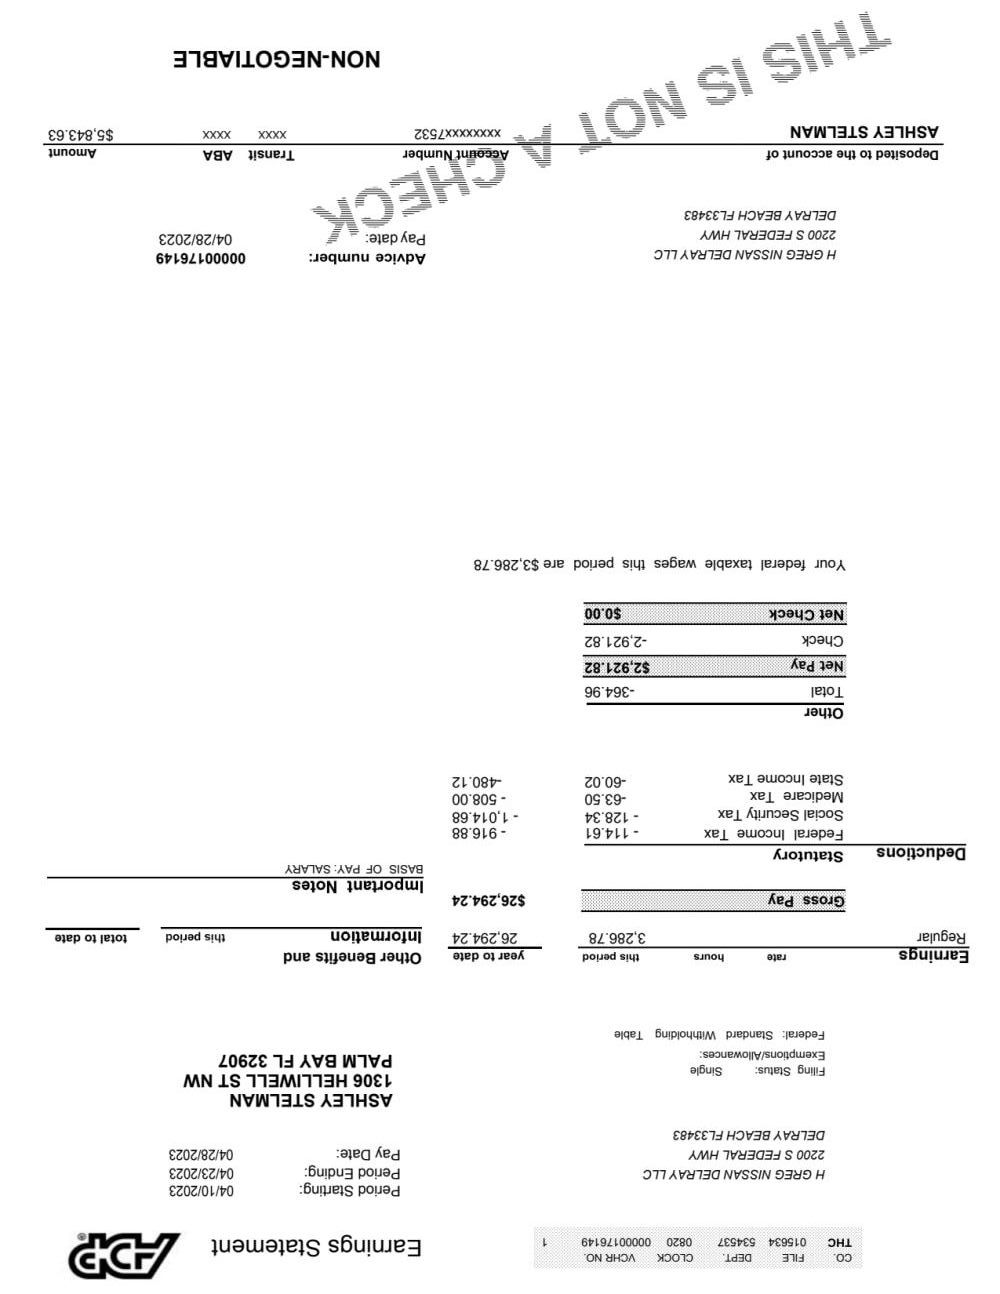 CO. FILE DEPT. CLOCK VCHR NO.
THC 015634 534537 0820 0000176149 1
Earnings Statement
ADP®
H GREG NISSAN DELRAY LLC
2200 S FEDERAL HWY
DELRAY BEACH FL33483
Period Starting: 04/10/2023
Period Ending: 04/23/2023
Pay Date: 04/28/2023
Filing Status: Single
Exemptions/Allowances:
Federal: Standard Withholding Table
ASHLEY STELMAN
1306 HELLIWELL ST NW
PALM BAY FL 32907
Earnings rate hours this period year to date
Regular 3,286.78 26,294.24
Gross Pay $26,294.24
Deductions Statutory
Federal Income Tax - 114.61 - 916.88
Social Security Tax - 128.34 - 1,014.68
Medicare Tax -63.50 - 508.00
State Income Tax -60.02 -480.12
Other
Total -364.96
Net Pay $2,921.82
Check -2,921.82
Net Check $0.00
Your federal taxable wages this period are $3,286.78
Other Benefits and
Information this period total to date
Important Notes
BASIS OF PAY: SALARY
H GREG NISSAN DELRAY LLC
2200 S FEDERAL HWY
DELRAY BEACH FL33483
Advice number: 00000176149
Pay date: 04/28/2023
Deposited to the account of Account Number Transit ABA Amount
ASHLEY STELMAN xxxxxxxx7532 xxxx xxxx $5,843.63
THIS IS NOT A CHECK
NON-NEGOTIABLE